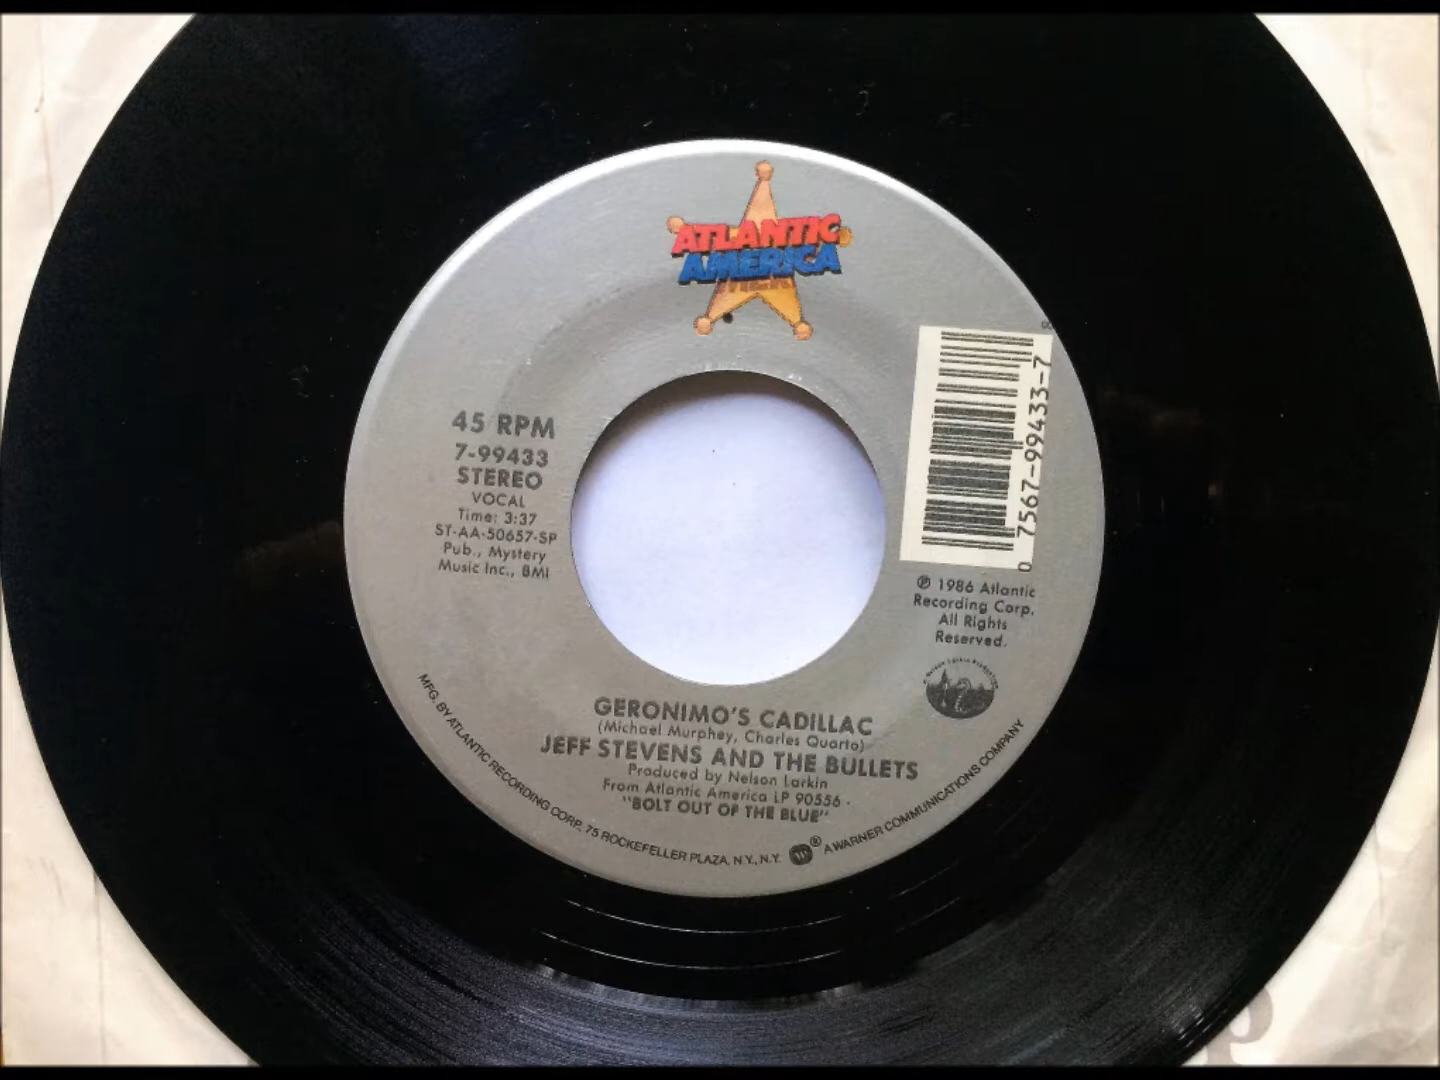 ATLANTIC
AMERICA
45 RPM
7-99433
STEREO
VOCAL
Time: 3:37
ST-AA-50657-SP
Pub., Mystery
Music Inc., BMI
0 7567-99433-7
℗ 1986 Atlantic
Recording Corp.
All Rights
Reserved.
Nelson Larkin Production
GERONIMO'S CADILLAC
(Michael Murphey, Charles Quarto)
JEFF STEVENS AND THE BULLETS
Produced by Nelson Larkin
From Atlantic America LP 90556 -
"BOLT OUT OF THE BLUE"
MFG. BY ATLANTIC RECORDING CORP., 75 ROCKEFELLER PLAZA, N.Y., N.Y. ® A WARNER COMMUNICATIONS COMPANY